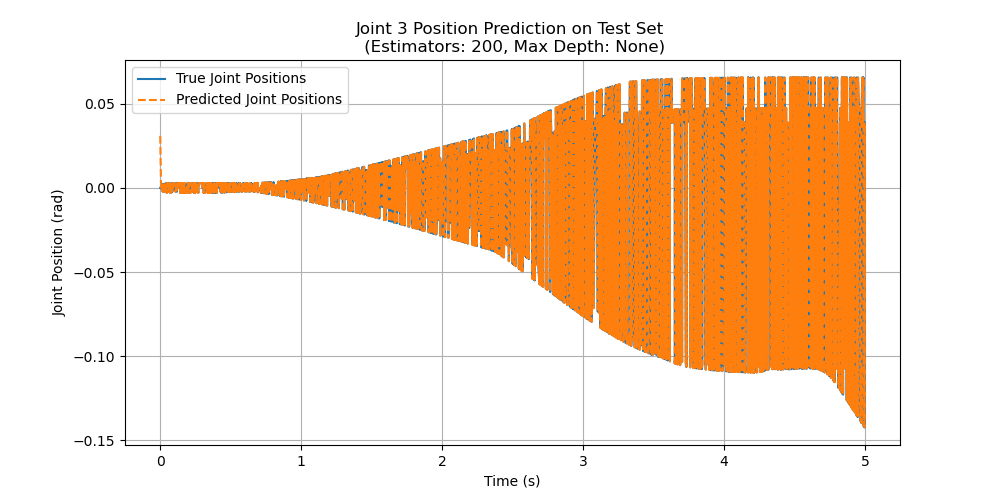 Joint 3 Position Prediction on Test Set
(Estimators: 200, Max Depth: None)
True Joint Positions
Predicted Joint Positions
0.05
0.00
−0.05
−0.10
−0.15
Joint Position (rad)
0 1 2 3 4 5
Time (s)